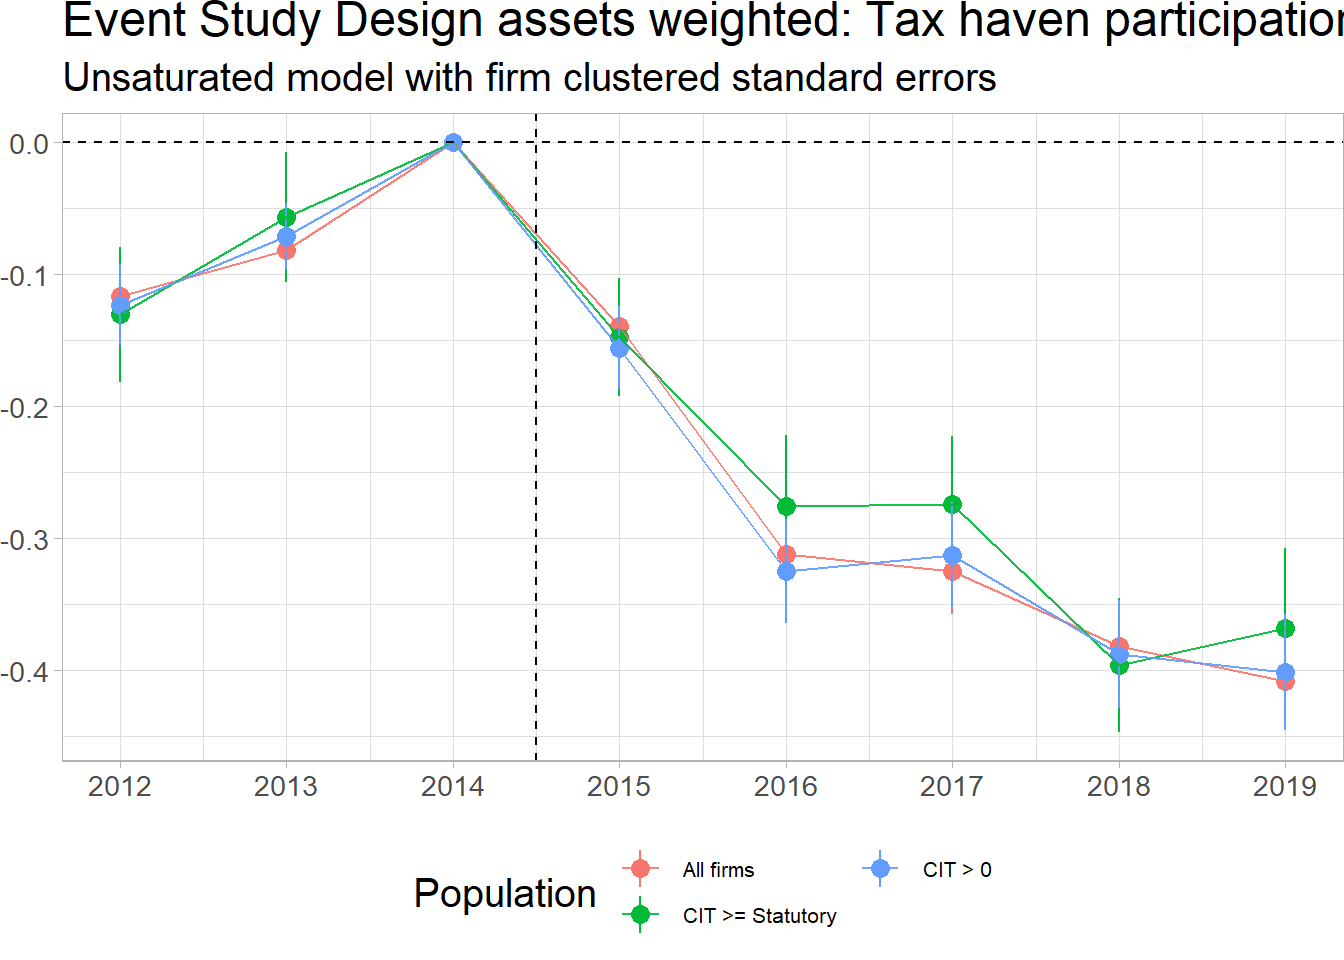 Event Study Design assets weighted: Tax haven participation
Unsaturated model with firm clustered standard errors
0.0
-0.1
-0.2
-0.3
-0.4
2012 2013 2014 2015 2016 2017 2018 2019
Population
All firms
CIT > 0
CIT >= Statutory